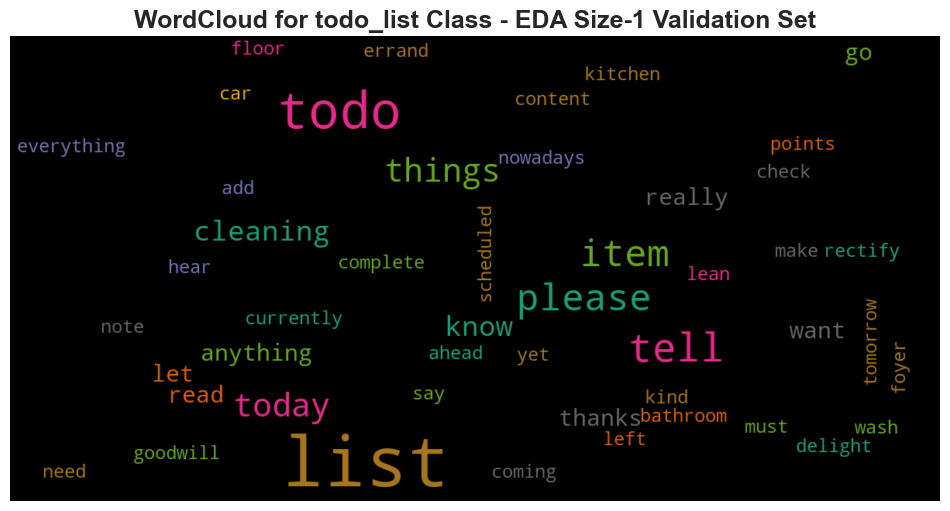 WordCloud for todo_list Class - EDA Size-1 Validation Set
floor
errand
go
kitchen
car
content
todo
everything
points
nowadays
things
check
add
really
cleaning
scheduled
item
make
rectify
hear
complete
lean
please
note
currently
know
want
tomorrow
anything
ahead
yet
tell
foyer
let
read
say
kind
today
thanks
bathroom
left
must
wash
delight
goodwill
list
need
coming